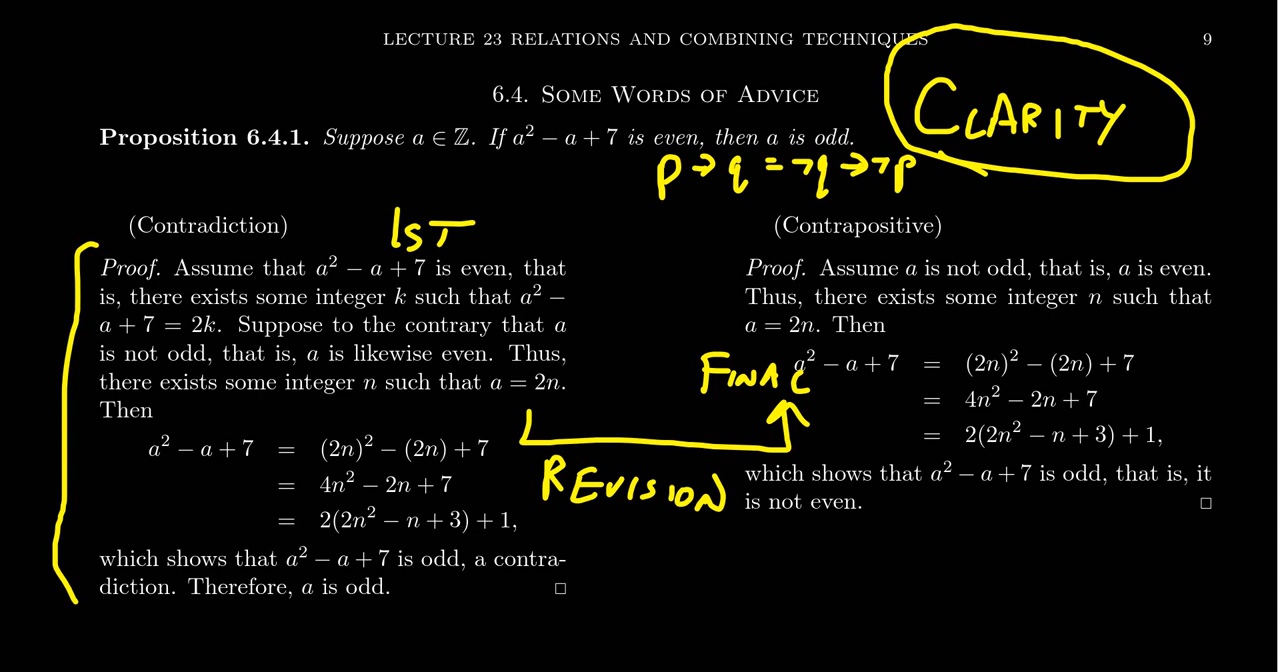 LECTURE 23 RELATIONS AND COMBINING TECHNIQUES 9
6.4. SOME WORDS OF ADVICE
CLARITY
Proposition 6.4.1. Suppose a ∈ ℤ. If a² − a + 7 is even, then a is odd.
p → q = ¬q → ¬p
(Contradiction)
1ST
Proof. Assume that a² − a + 7 is even, that
is, there exists some integer k such that a² −
a + 7 = 2k. Suppose to the contrary that a
is not odd, that is, a is likewise even. Thus,
there exists some integer n such that a = 2n.
Then
a² − a + 7 = (2n)² − (2n) + 7
= 4n² − 2n + 7
= 2(2n² − n + 3) + 1,
which shows that a² − a + 7 is odd, a contra-
diction. Therefore, a is odd. □
REVISION
(Contrapositive)
Proof. Assume a is not odd, that is, a is even.
Thus, there exists some integer n such that
a = 2n. Then
FINAL
a² − a + 7 = (2n)² − (2n) + 7
= 4n² − 2n + 7
= 2(2n² − n + 3) + 1,
which shows that a² − a + 7 is odd, that is, it
is not even. □